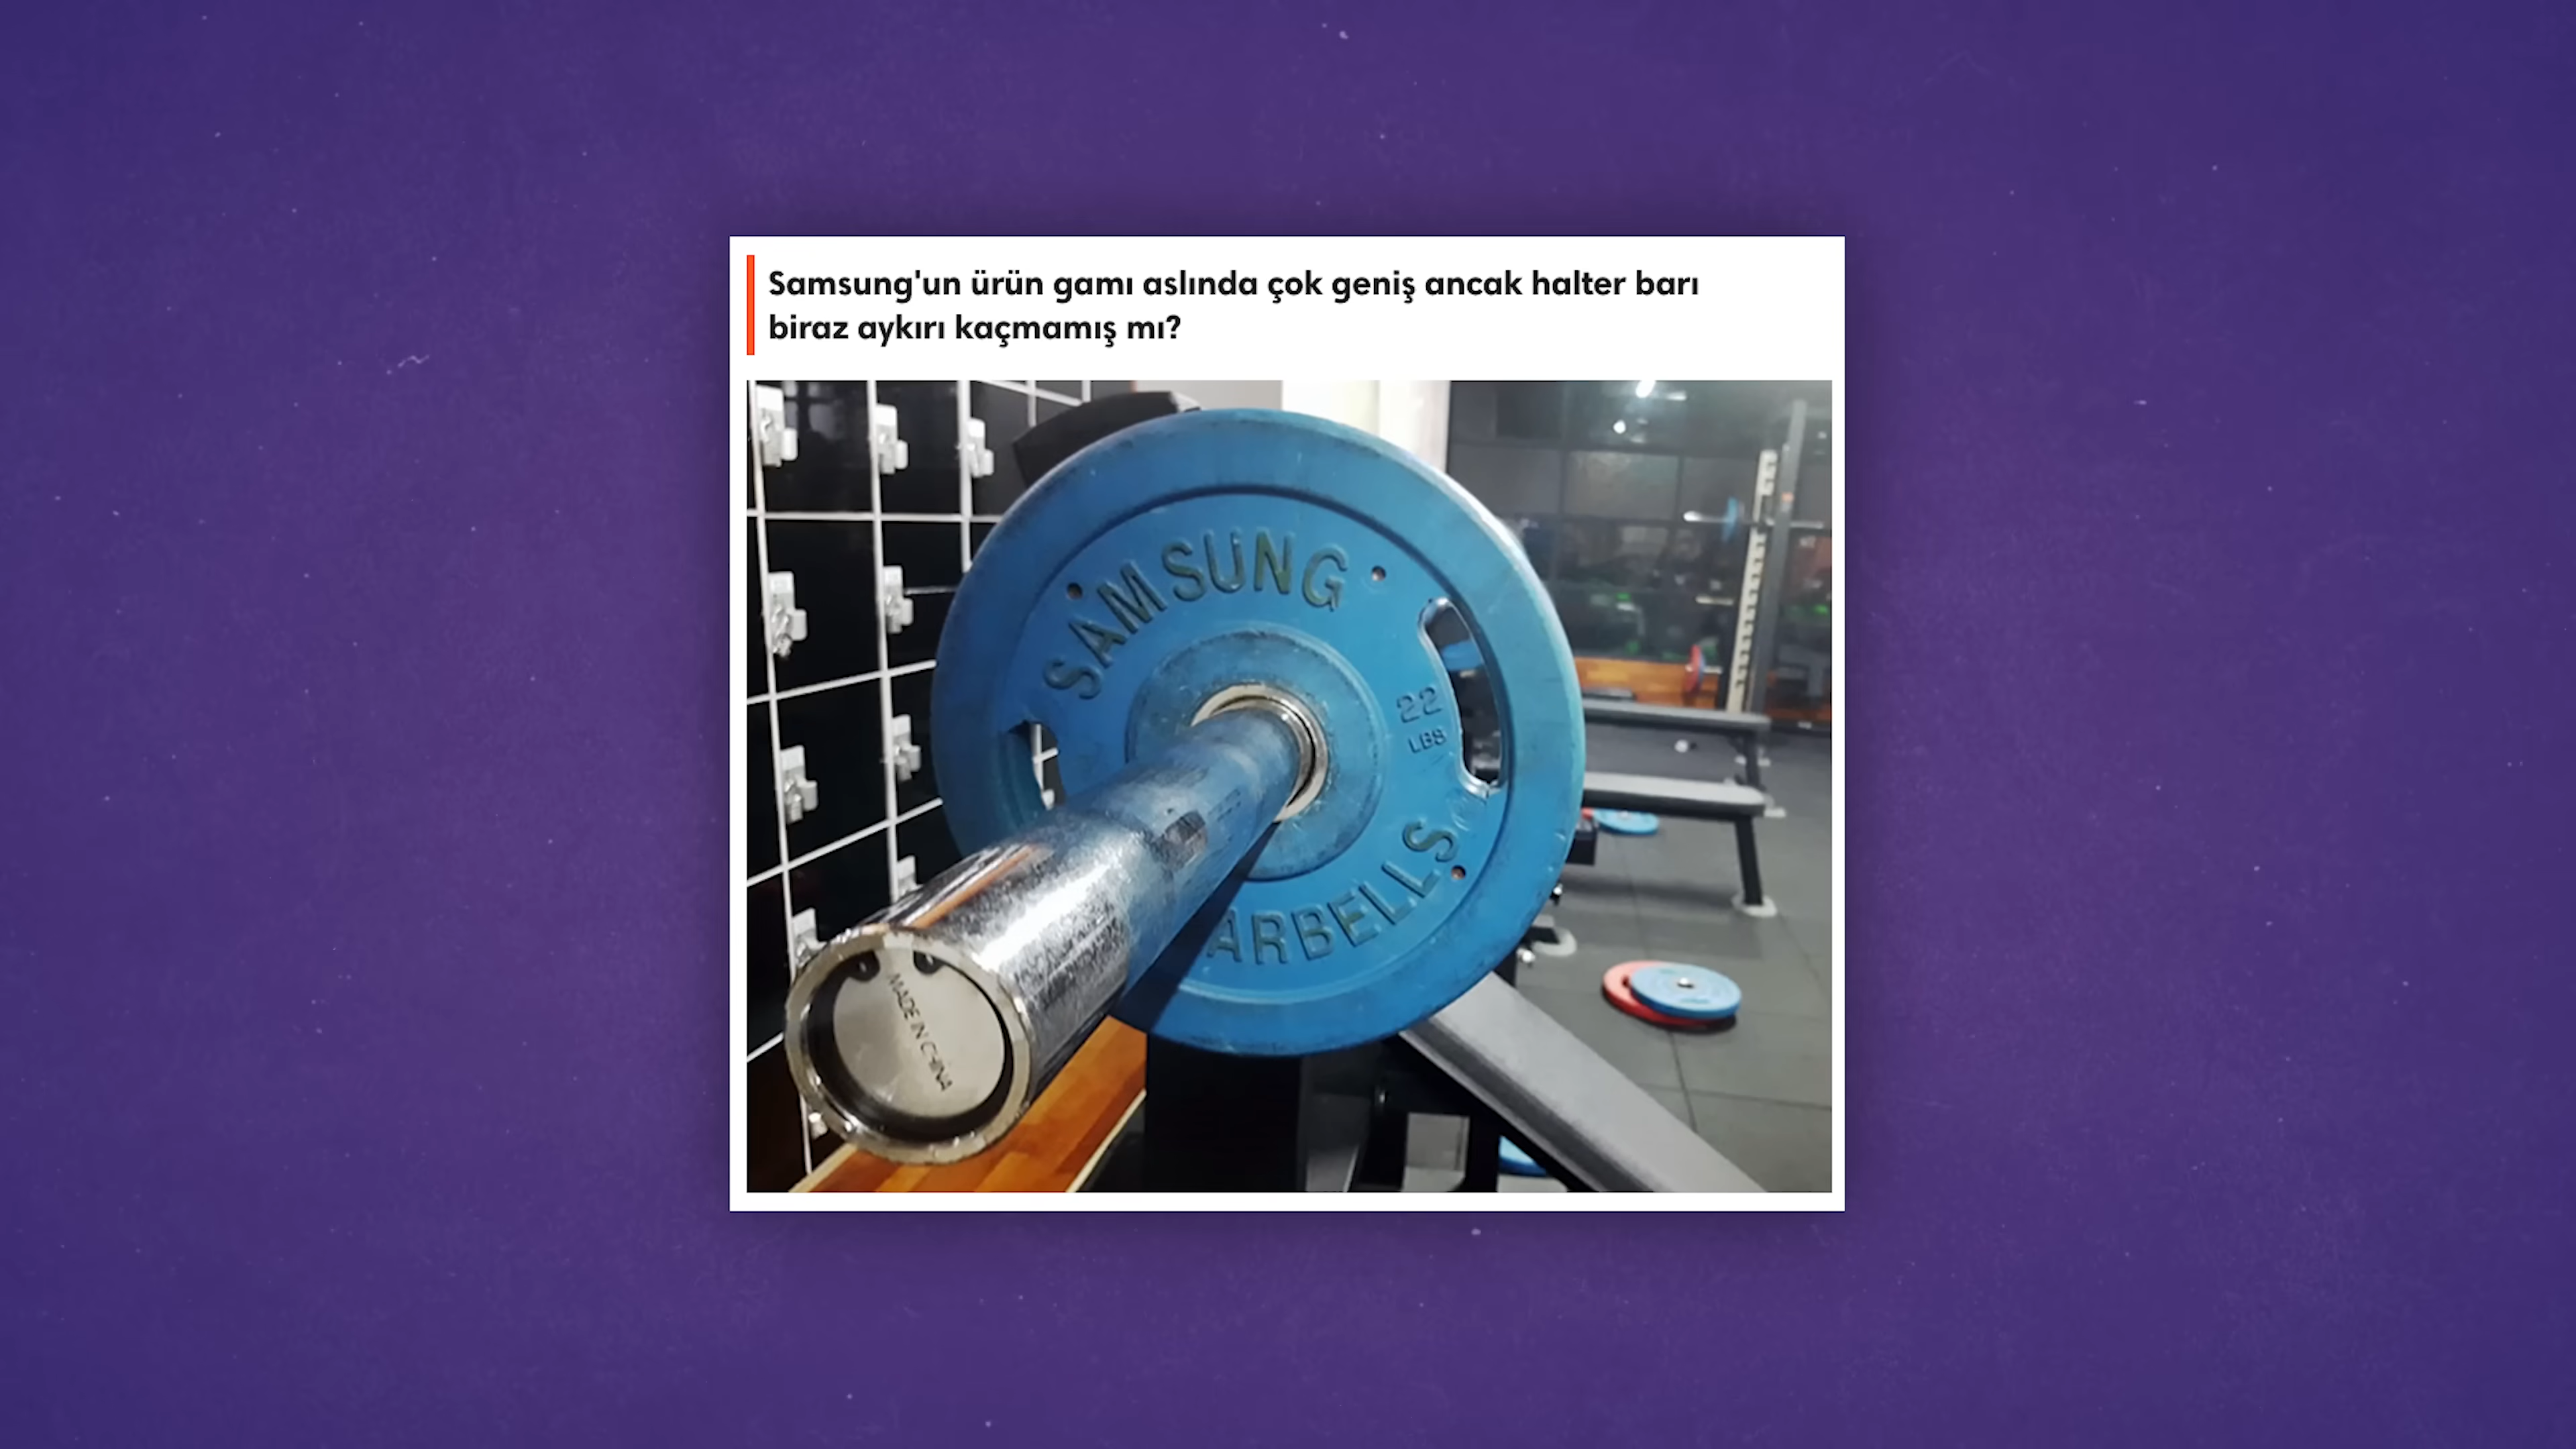 Samsung'un ürün gamı aslında çok geniş ancak halter barı
biraz aykırı kaçmamış mı?
SAMSUNG
22
LBS
ARBELLS
MADE IN CHINA